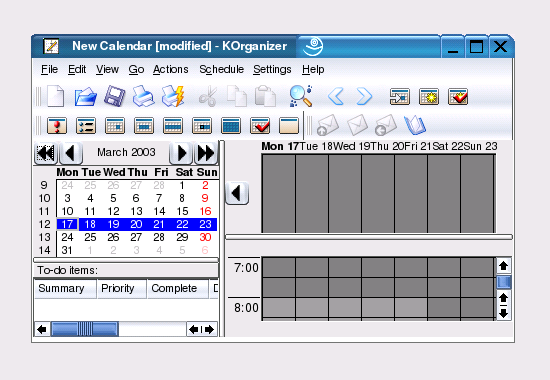 New Calendar [modified] - KOrganizer
File Edit View Go Actions Schedule Settings Help
March 2003
Mon Tue Wed Thu Fri Sat Sun
9 24 25 26 27 28 1 2
10 3 4 5 6 7 8 9
11 10 11 12 13 14 15 16
12 17 18 19 20 21 22 23
13 24 25 26 27 28 29 30
14 31 1 2 3 4 5 6
To-do items:
Summary Priority Complete D
Mon 17 Tue 18 Wed 19 Thu 20 Fri 21 Sat 22 Sun 23
7:00
8:00